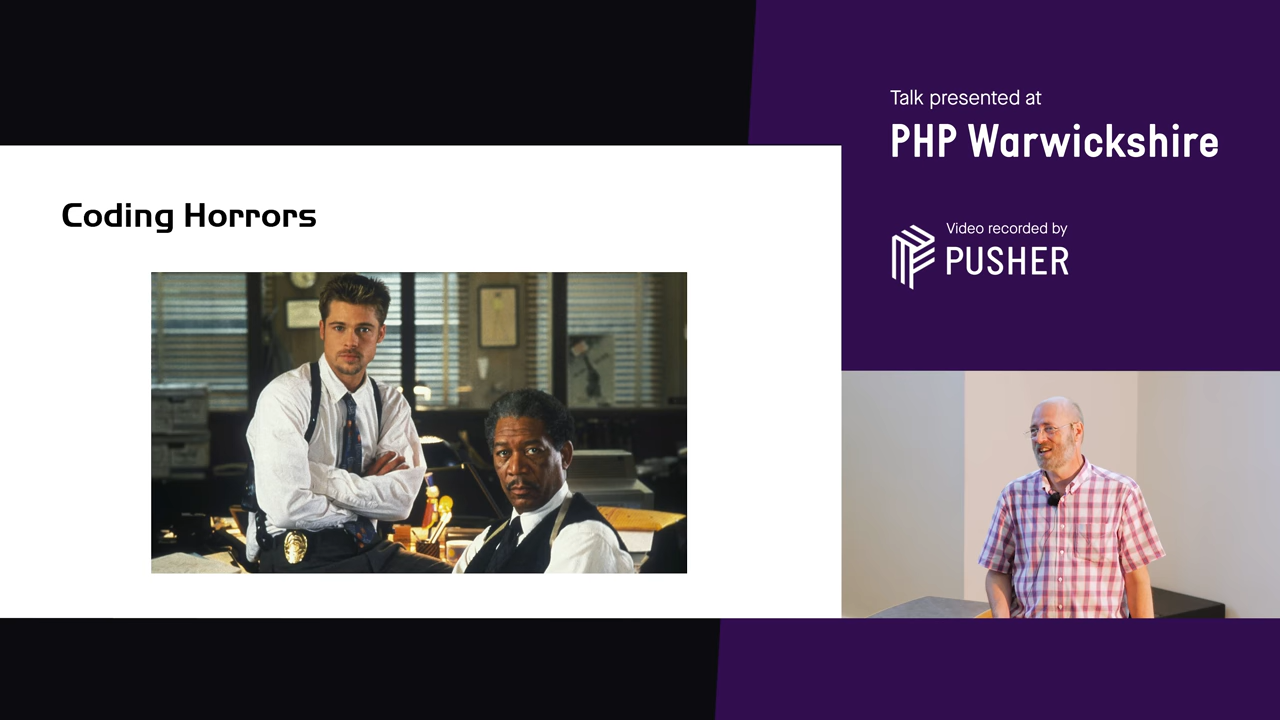 Coding Horrors
Talk presented at
PHP Warwickshire
Video recorded by
PUSHER